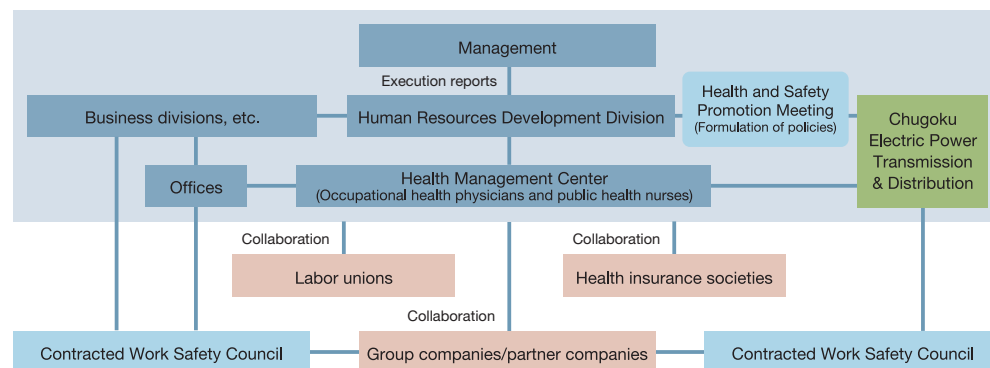 Management
Execution reports
Business divisions, etc.
Human Resources Development Division
Health and Safety
Promotion Meeting
(Formulation of policies)
Chugoku
Electric Power
Transmission
& Distribution
Offices
Health Management Center
(Occupational health physicians and public health nurses)
Collaboration
Collaboration
Labor unions
Health insurance societies
Collaboration
Contracted Work Safety Council
Group companies/partner companies
Contracted Work Safety Council